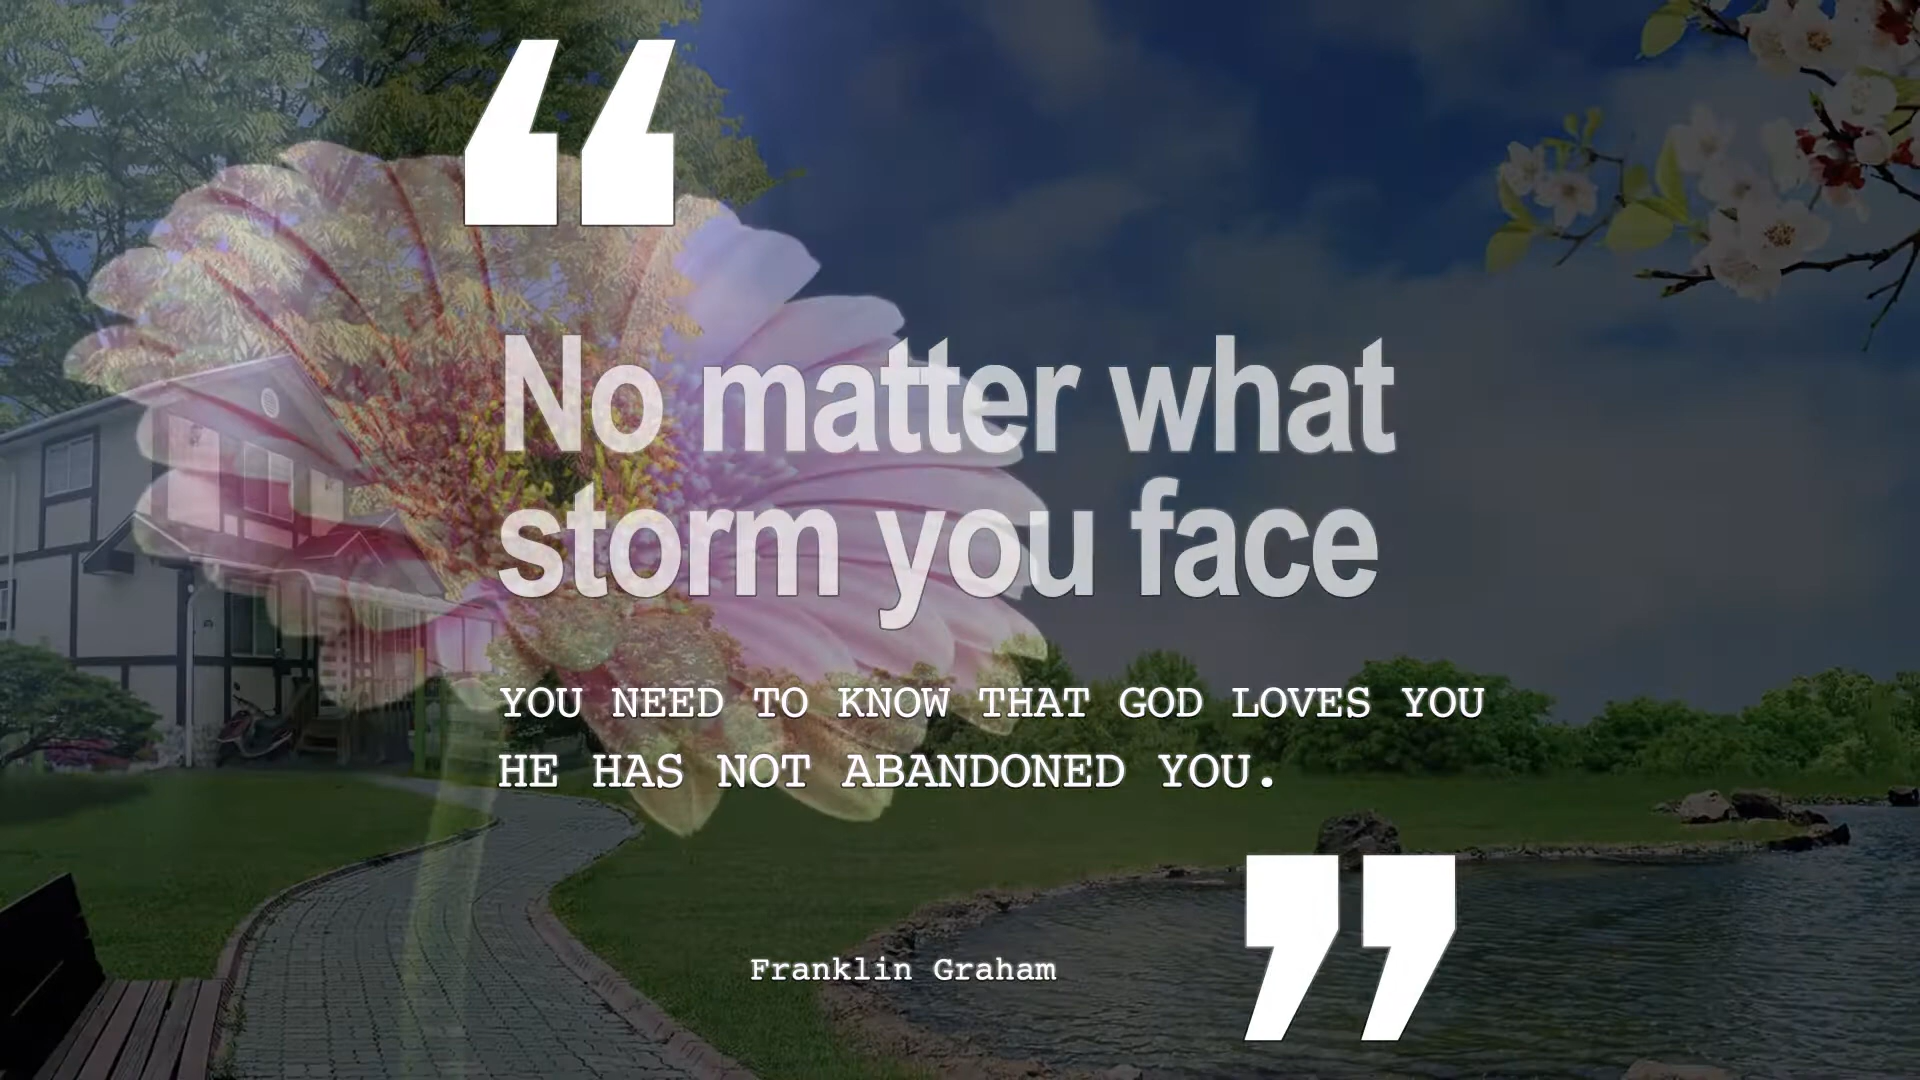 “
No matter what
storm you face
YOU NEED TO KNOW THAT GOD LOVES YOU
HE HAS NOT ABANDONED YOU.
”
Franklin Graham